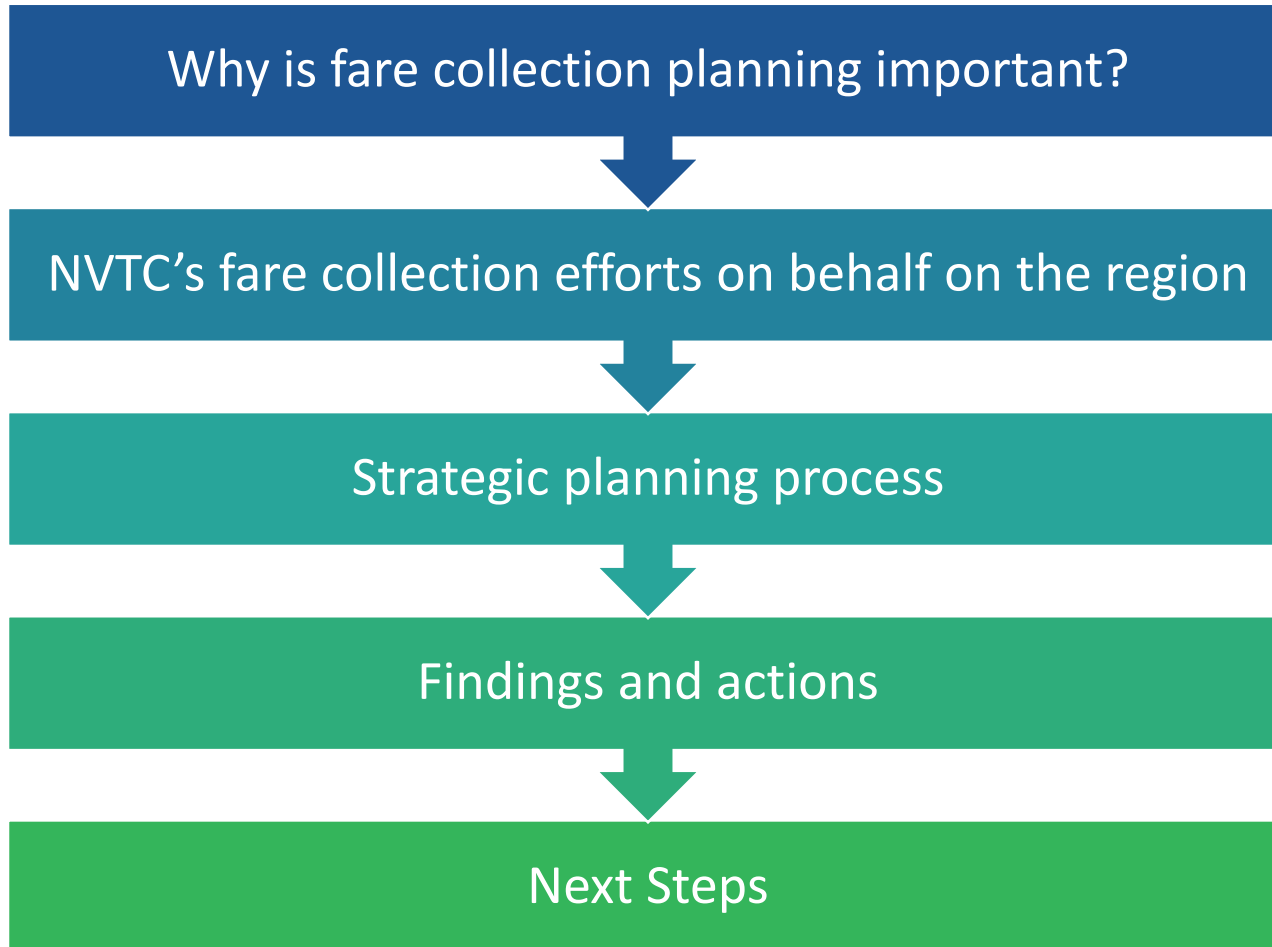 Why is fare collection planning important?
NVTC’s fare collection efforts on behalf on the region
Strategic planning process
Findings and actions
Next Steps